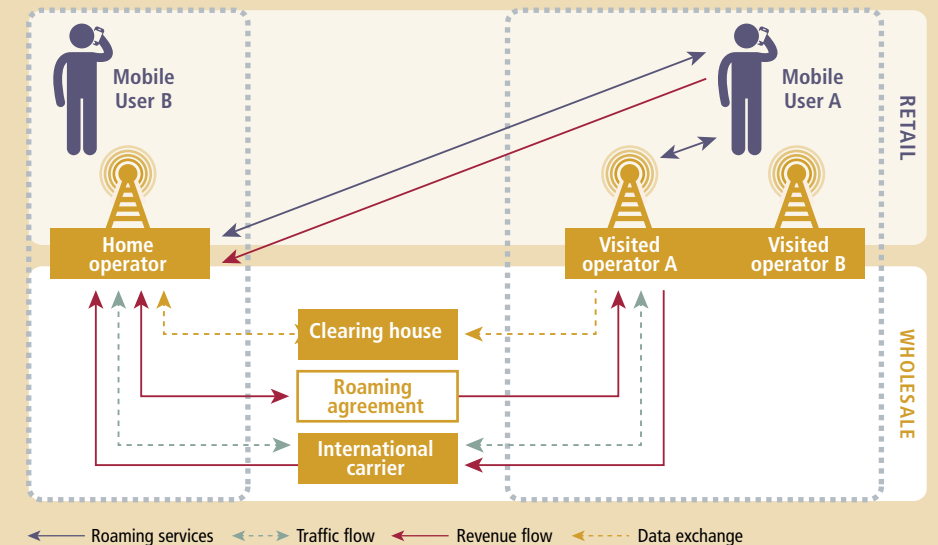 Mobile
User B
Mobile
User A
RETAIL
Home
operator
Visited
operator A
Visited
operator B
Clearing house
Roaming
agreement
International
carrier
WHOLESALE
Roaming services
Traffic flow
Revenue flow
Data exchange